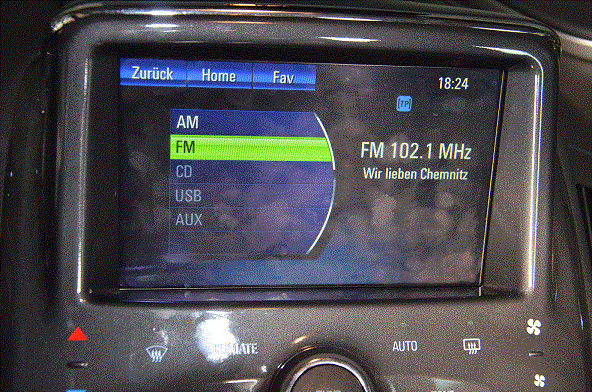 Zurück Home Fav
18:24
[TP]
AM
FM
CD
USB
AUX
FM 102.1 MHz
Wir lieben Chemnitz
AUTO